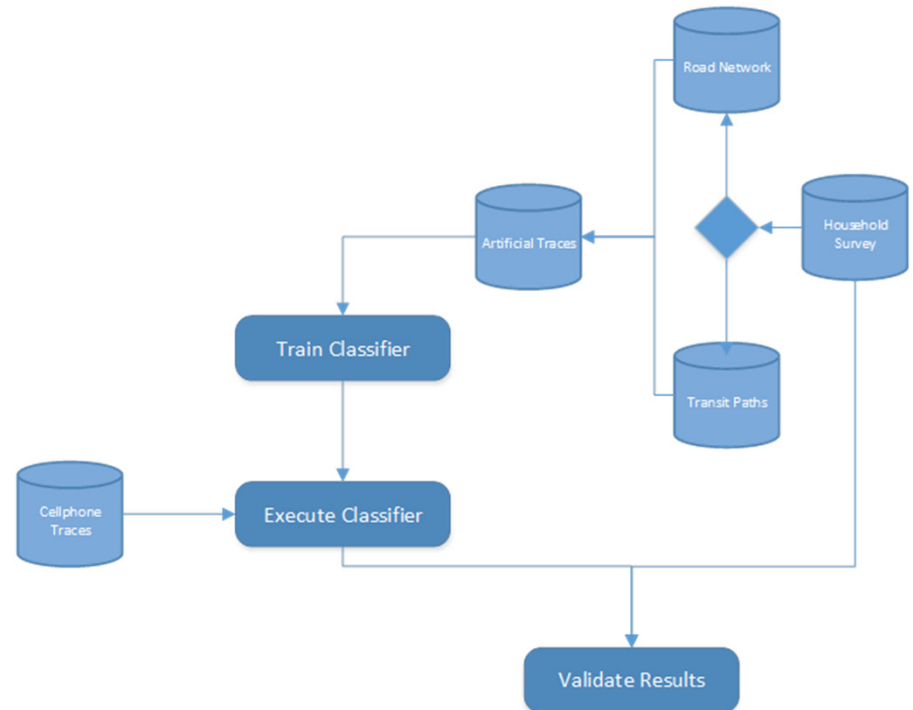 Road Network
Household
Survey
Artificial Traces
Train Classifier
Transit Paths
Cellphone
Traces
Execute Classifier
Validate Results